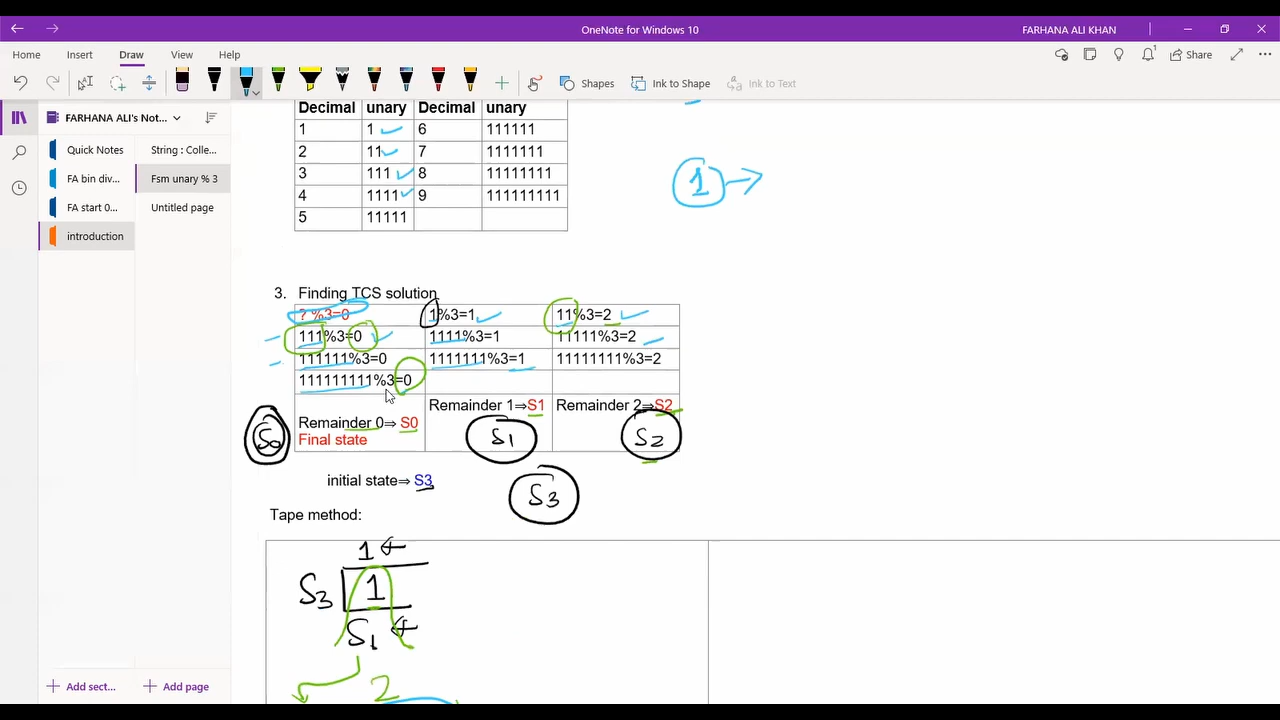 OneNote for Windows 10
FARHANA ALI KHAN
Home Insert Draw View Help
Share
Shapes Ink to Shape Ink to Text
FARHANA ALI's Not...
Quick Notes
FA bin div...
FA start 0...
introduction
String : Colle...
Fsm unary % 3
Untitled page
Add sect...
Add page
Decimal unary Decimal unary
1 1 6 111111
2 11 7 1111111
3 111 8 11111111
4 1111 9 111111111
5 11111
1
3. Finding TCS solution
? %3=0 1%3=1 11%3=2
111%3=0 1111%3=1 11111%3=2
111111%3=0 1111111%3=1 11111111%3=2
111111111%3=0
Remainder 0⇒ S0 Remainder 1⇒S1 Remainder 2⇒S2
Final state
S0 S1 S2
initial state⇒ S3
S3
Tape method:
1
S3 1
S1
2